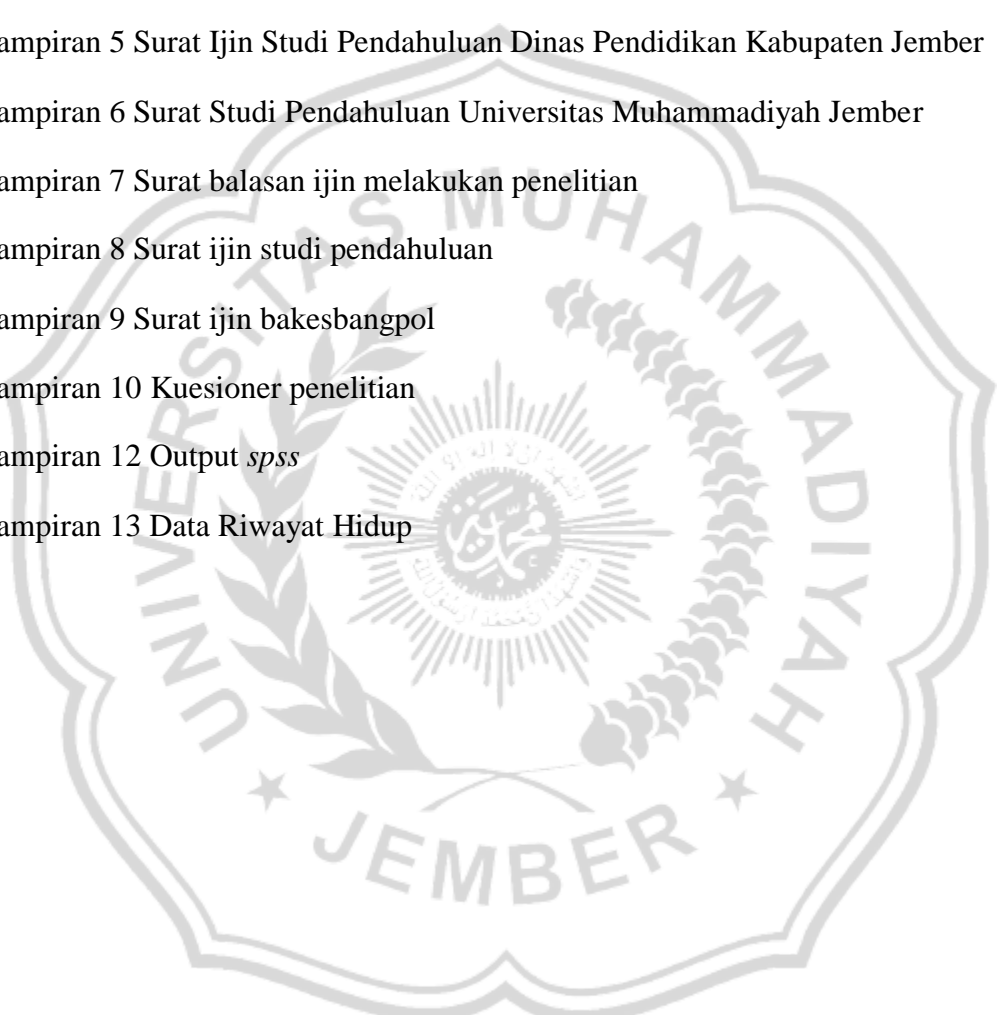 ampiran 5 Surat Ijin Studi Pendahuluan Dinas Pendidikan Kabupaten Jember
ampiran 6 Surat Studi Pendahuluan Universitas Muhammadiyah Jember
ampiran 7 Surat balasan ijin melakukan penelitian
ampiran 8 Surat ijin studi pendahuluan
ampiran 9 Surat ijin bakesbangpol
ampiran 10 Kuesioner penelitian
ampiran 12 Output spss
ampiran 13 Data Riwayat Hidup
UNIVERSITAS MUHAMMADIYAH
JEMBER